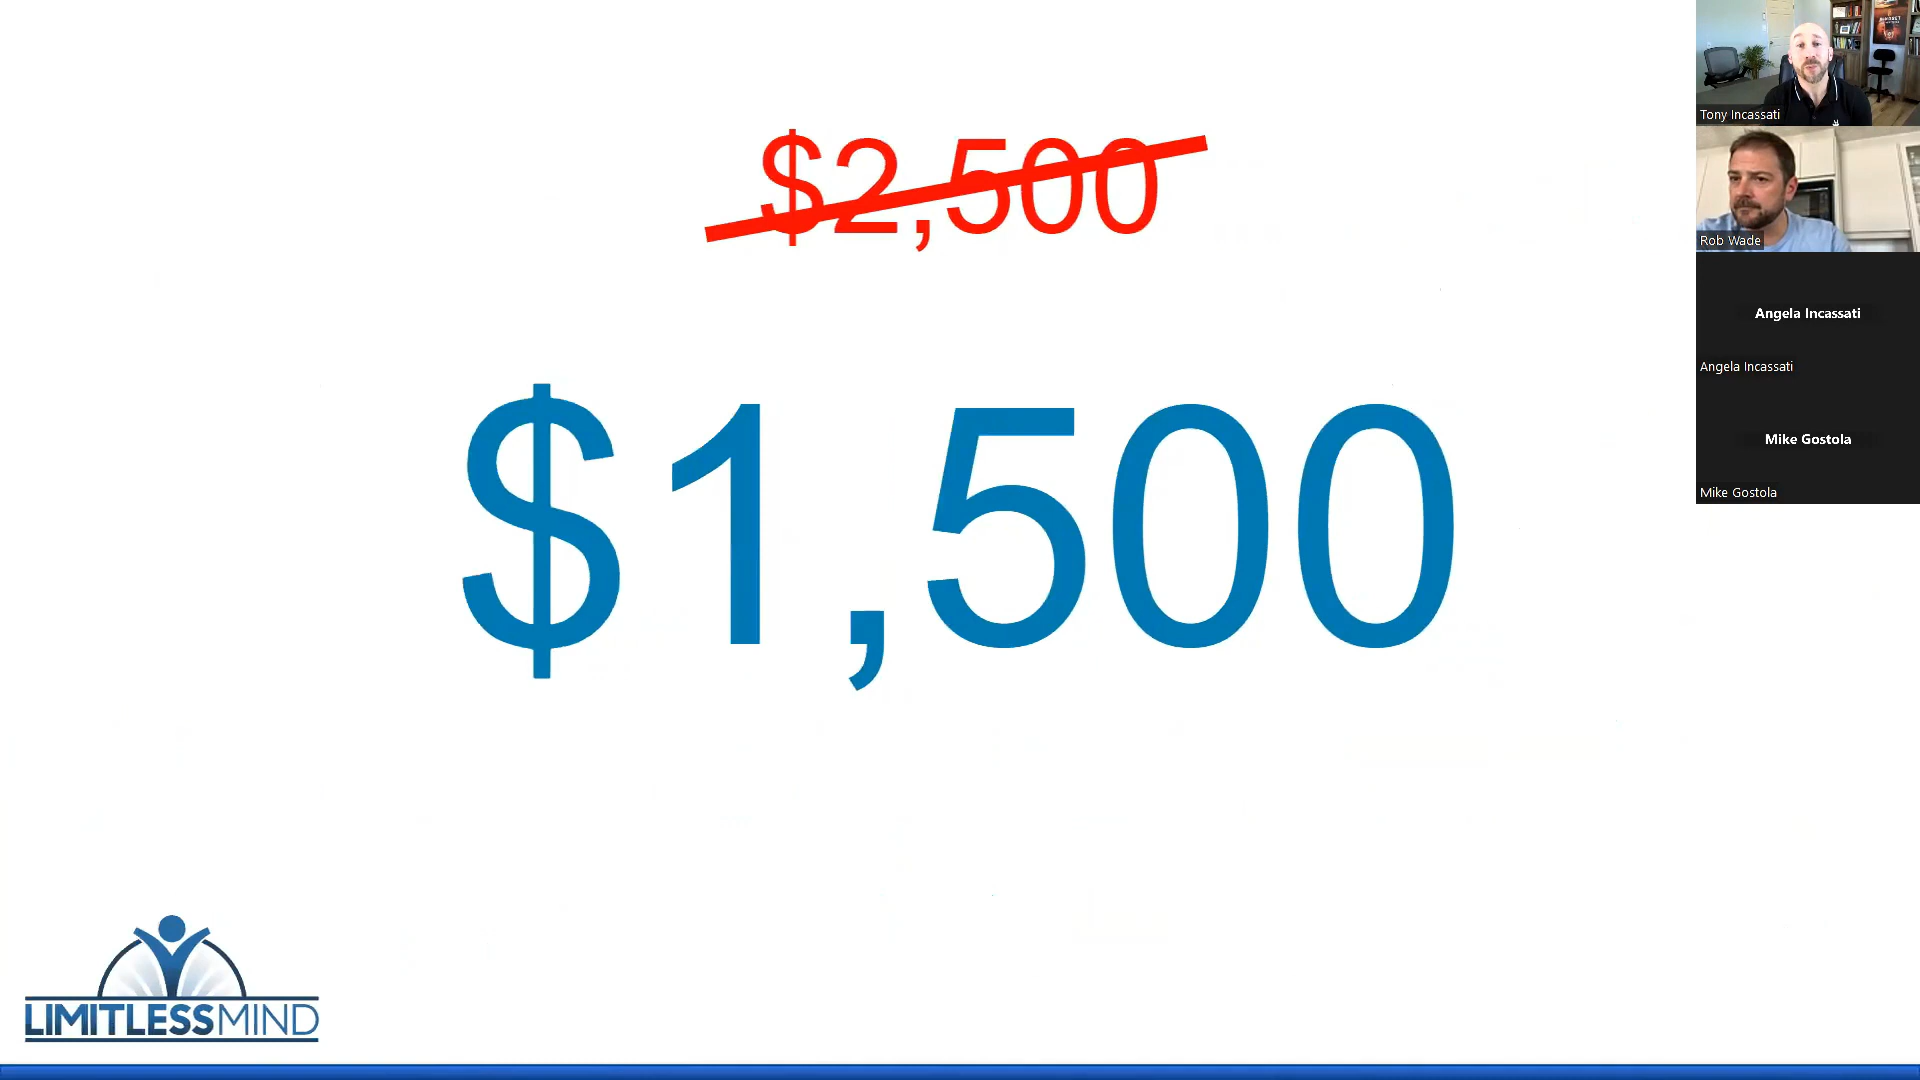 $2,500
$1,500
LIMITLESSMIND
Tony Incassati
Rob Wade
Angela Incassati
Angela Incassati
Mike Gostola
Mike Gostola